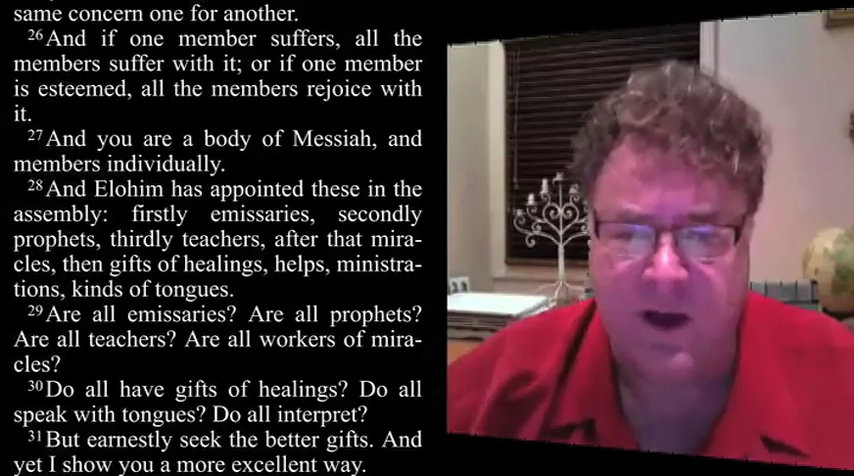 same concern one for another.
26And if one member suffers, all the
members suffer with it; or if one member
is esteemed, all the members rejoice with
it.
27And you are a body of Messiah, and
members individually.
28And Elohim has appointed these in the
assembly: firstly emissaries, secondly
prophets, thirdly teachers, after that mira-
cles, then gifts of healings, helps, ministra-
tions, kinds of tongues.
29Are all emissaries? Are all prophets?
Are all teachers? Are all workers of mira-
cles?
30Do all have gifts of healings? Do all
speak with tongues? Do all interpret?
31But earnestly seek the better gifts. And
yet I show you a more excellent way.